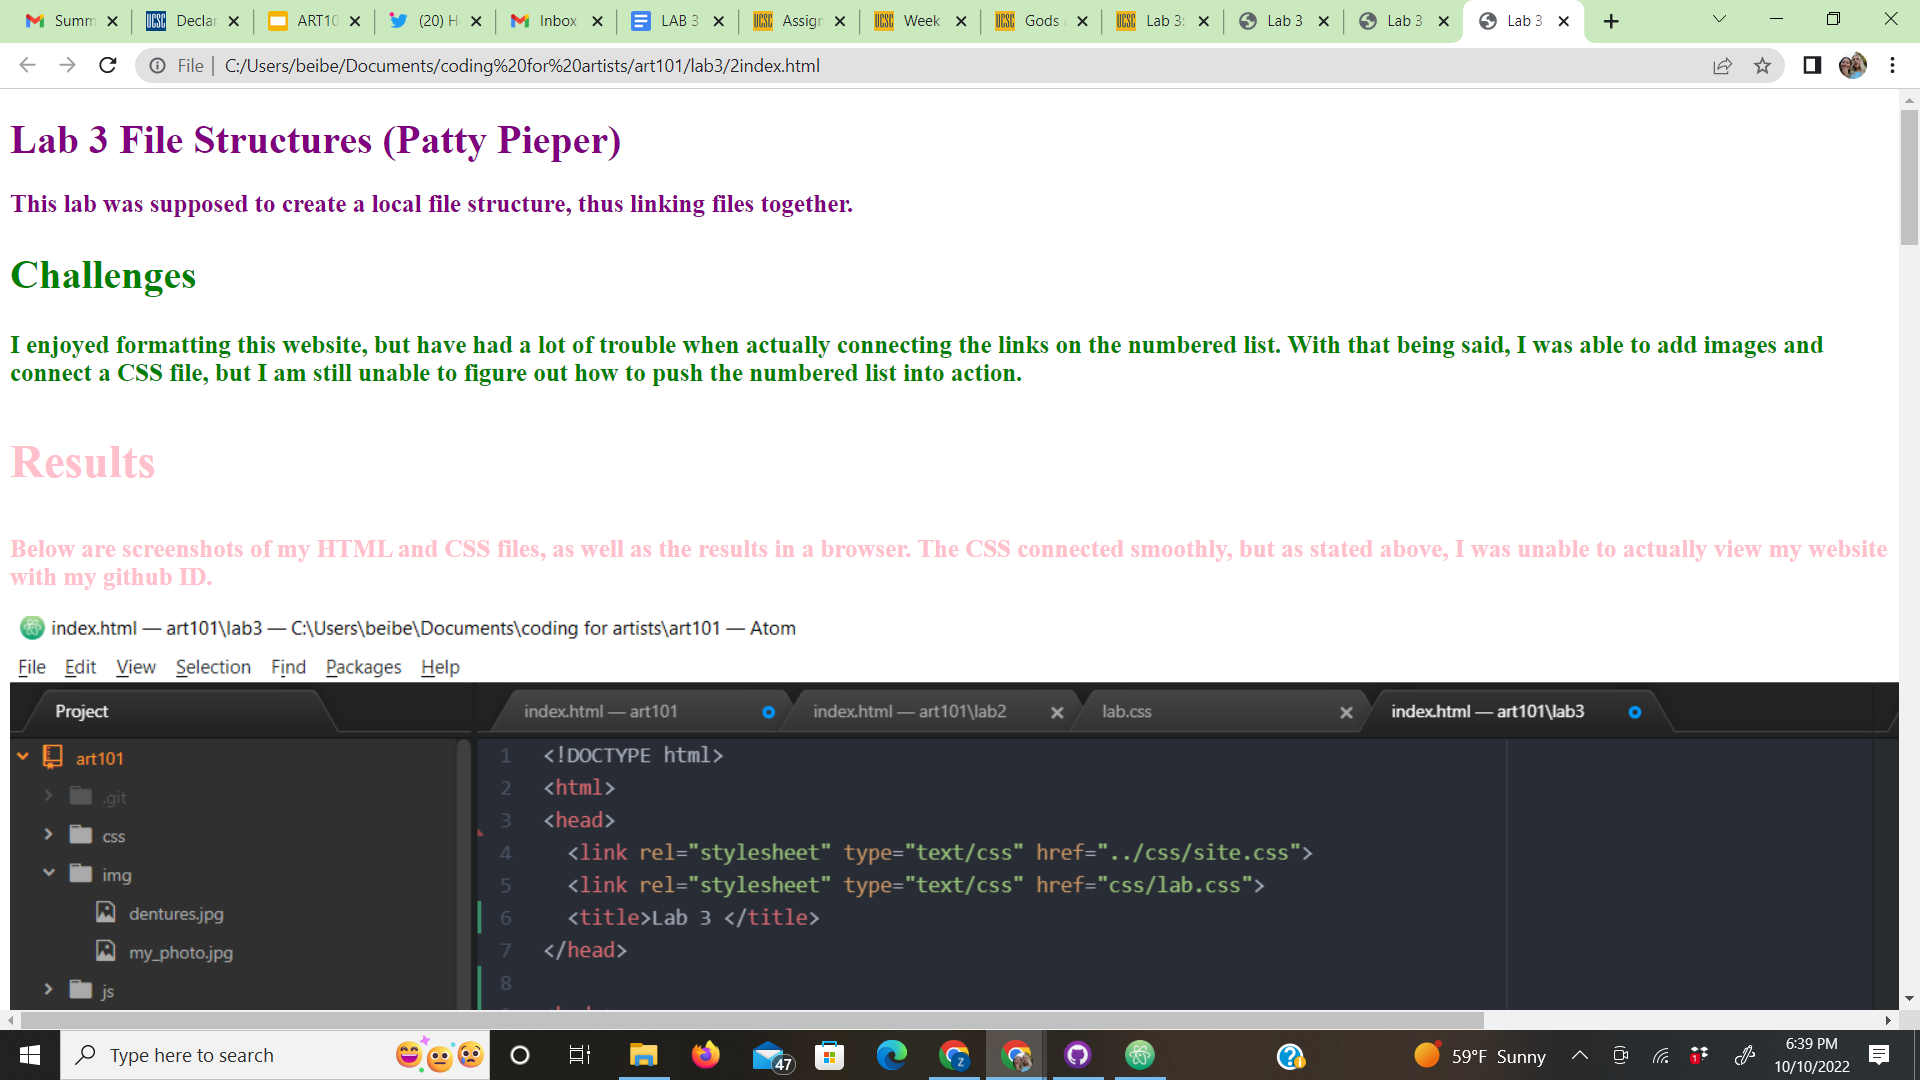 Summ
Declar
ART10
(20) H
Inbox
LAB 3
Assign
Week
Gods
Lab 3:
Lab 3
Lab 3
Lab 3
File | C:/Users/beibe/Documents/coding%20for%20artists/art101/lab3/2index.html
Lab 3 File Structures (Patty Pieper)
This lab was supposed to create a local file structure, thus linking files together.
Challenges
I enjoyed formatting this website, but have had a lot of trouble when actually connecting the links on the numbered list. With that being said, I was able to add images and
connect a CSS file, but I am still unable to figure out how to push the numbered list into action.
Results
Below are screenshots of my HTML and CSS files, as well as the results in a browser. The CSS connected smoothly, but as stated above, I was unable to actually view my website
with my github ID.
index.html — art101\lab3 — C:\Users\beibe\Documents\coding for artists\art101 — Atom
File Edit View Selection Find Packages Help
Project
index.html — art101
index.html — art101\lab2
lab.css
index.html — art101\lab3
art101
.git
css
img
dentures.jpg
my_photo.jpg
js
1 <!DOCTYPE html>
2 <html>
3 <head>
4 <link rel="stylesheet" type="text/css" href="../css/site.css">
5 <link rel="stylesheet" type="text/css" href="css/lab.css">
6 <title>Lab 3 </title>
7 </head>
8
Type here to search
47
59°F Sunny
6:39 PM
10/10/2022